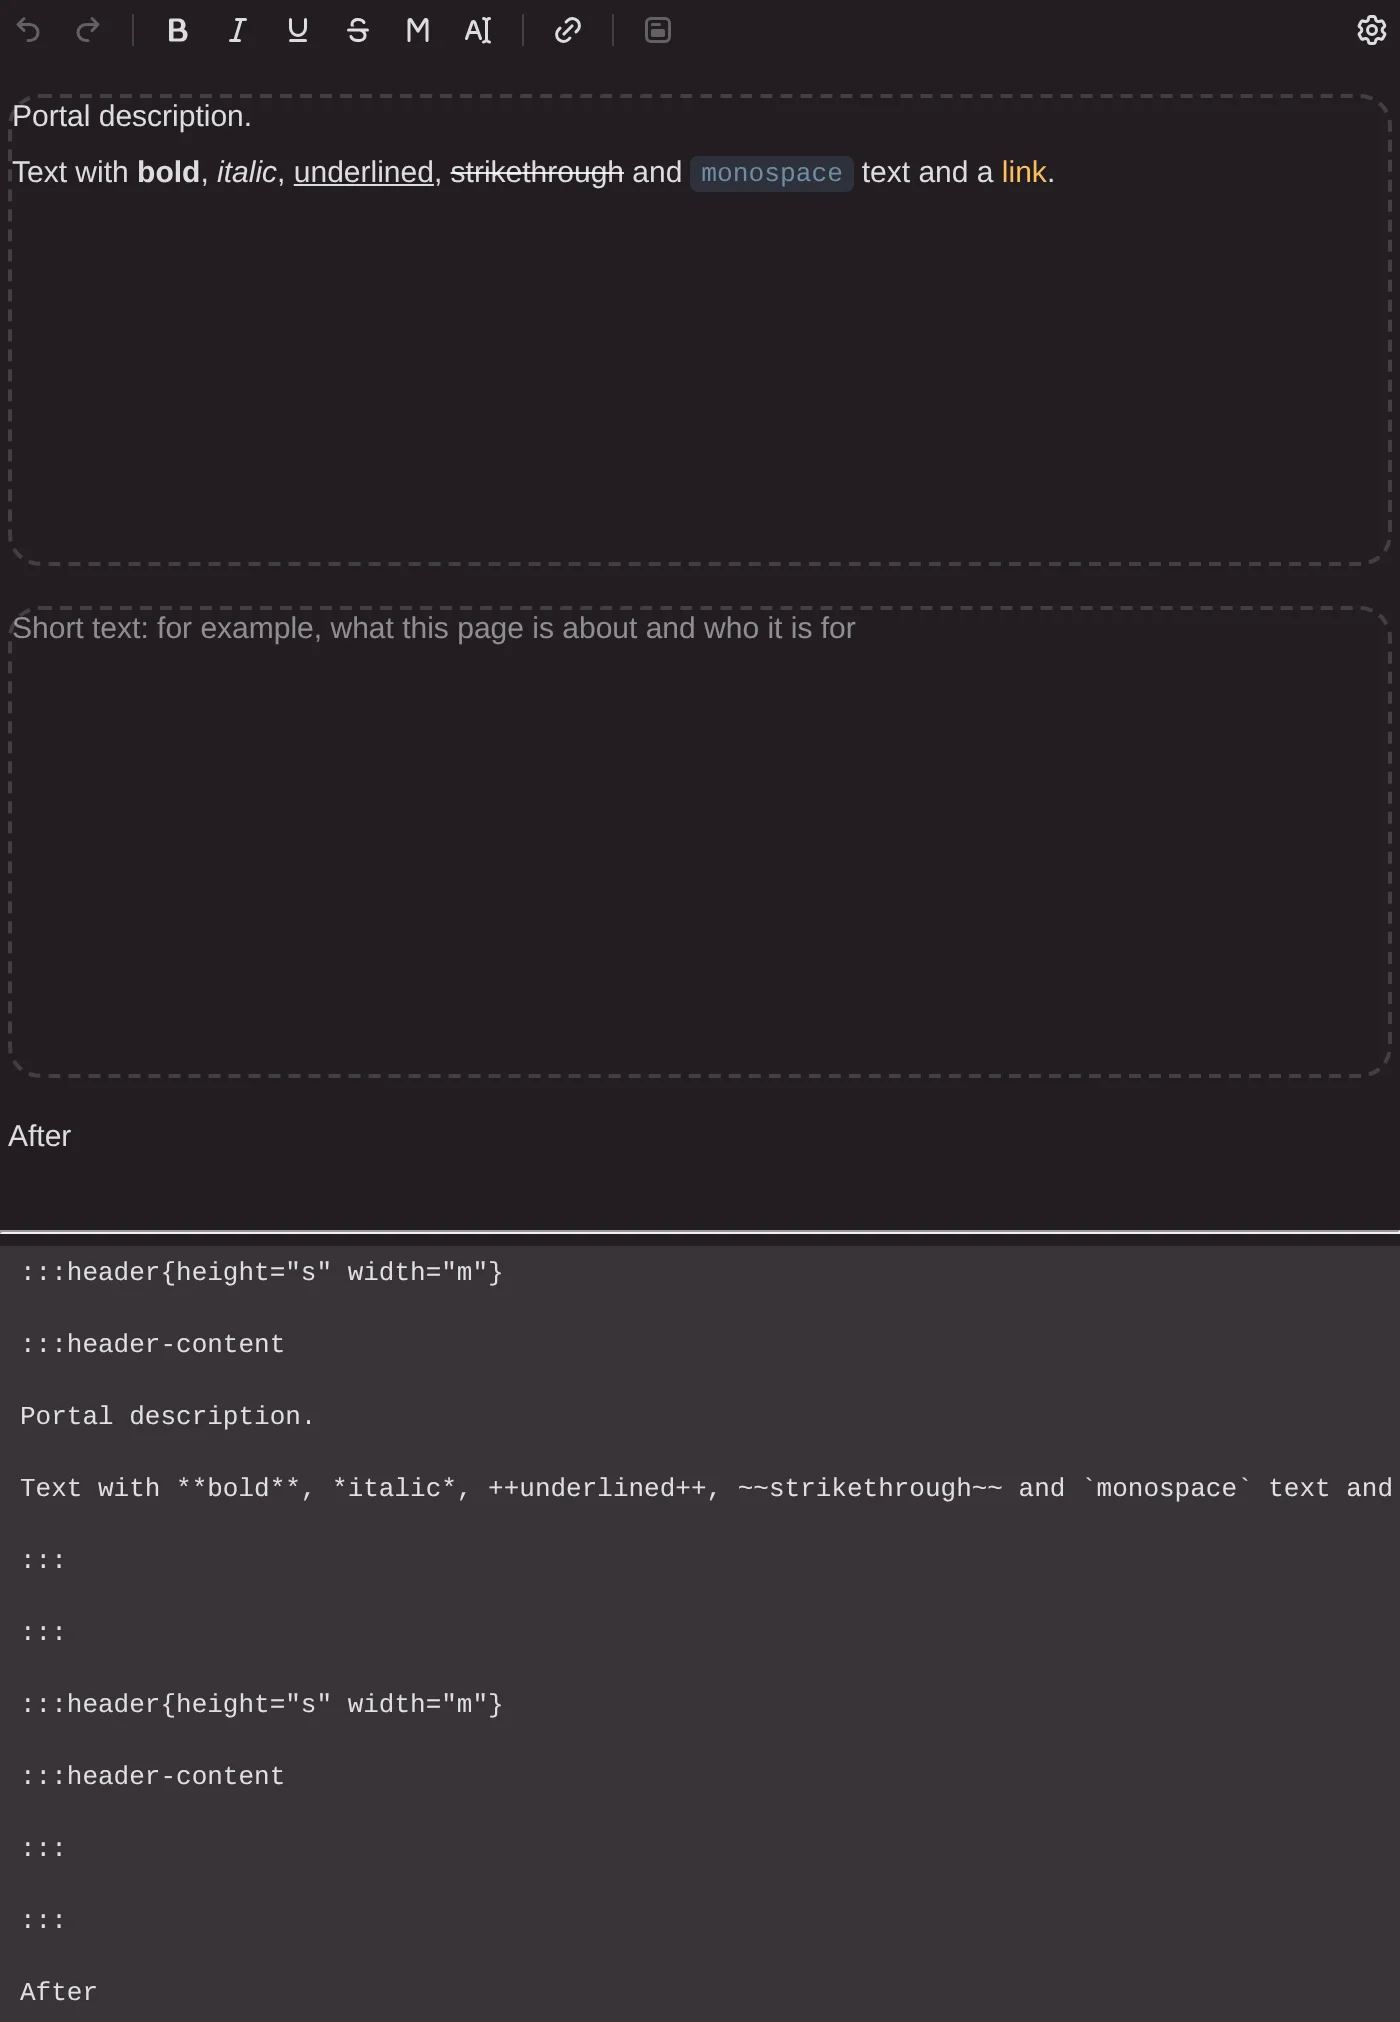 B I U S M A
Portal description.
Text with bold, italic, underlined, strikethrough and monospace text and a link.
Short text: for example, what this page is about and who it is for
After
:::header{height="s" width="m"}
:::header-content
Portal description.
Text with **bold**, *italic*, ++underlined++, ~~strikethrough~~ and `monospace` text and
:::
:::
:::header{height="s" width="m"}
:::header-content
:::
:::
After